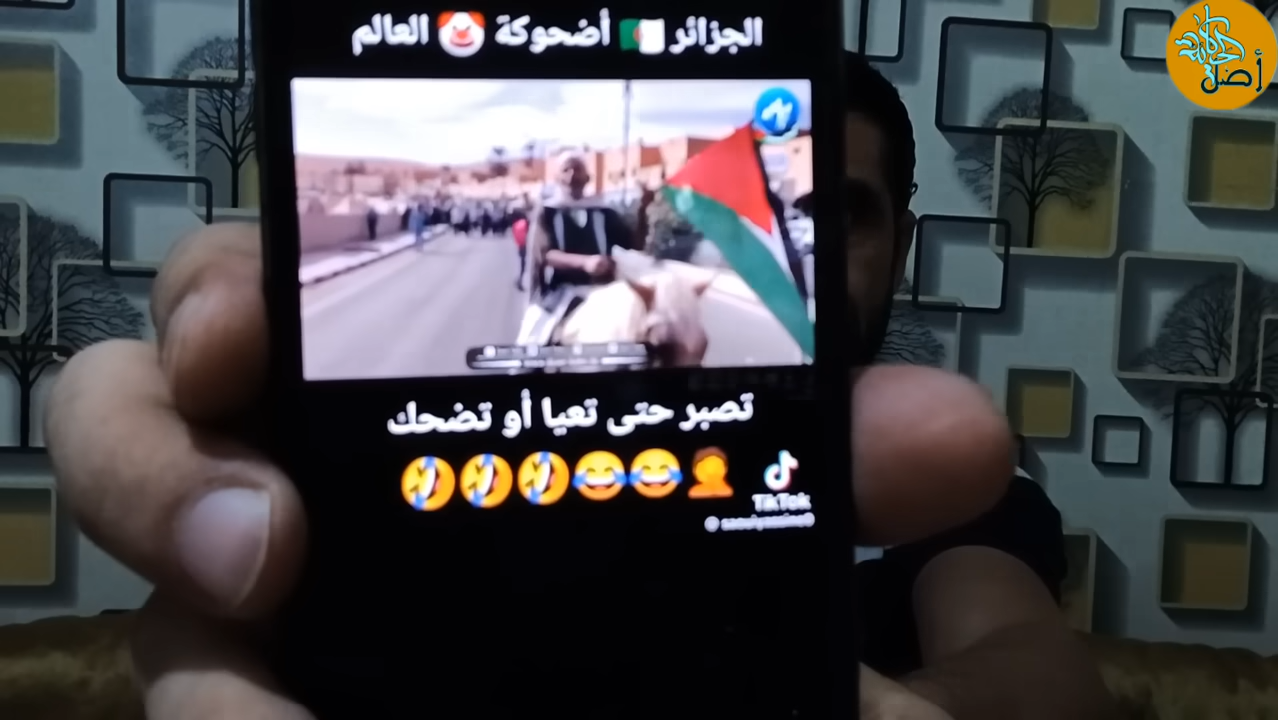 الجزائر 🇩🇿 أضحوكة 🤡 العالم
تصبر حتى تعيا أو تضحك
🤦😂😂🤣🤣🤣
TikTok